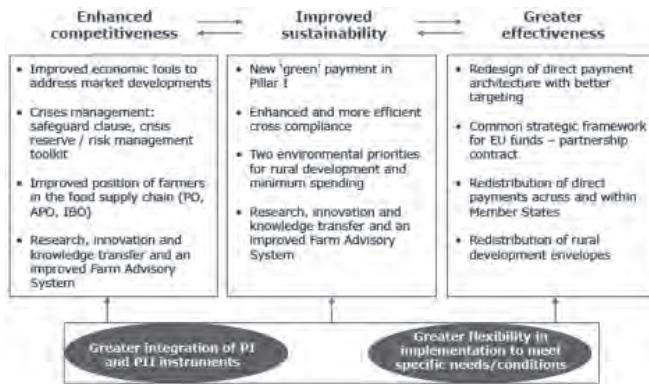 Enhanced
competitiveness
Improved
sustainability
Greater
effectiveness
• Improved economic tools to
address market developments
• Crises management:
safeguard clause, crisis
reserve / risk management
toolkit
• Improved position of farmers
in the food supply chain (PO,
APO, IBO)
• Research, innovation and
knowledge transfer and an
improved Farm Advisory
System
• New 'green' payment in
Pillar I
• Enhanced and more efficient
cross compliance
• Two environmental priorities
for rural development and
minimum spending
• Research, innovation and
knowledge transfer and an
improved Farm Advisory
System
• Redesign of direct payment
architecture with better
targeting
• Common strategic framework
for EU funds – partnership
contract
• Redistribution of direct
payments across and within
Member States
• Redistribution of rural
development envelopes
Greater integration of PI
and PII instruments
Greater flexibility in
implementation to meet
specific needs/conditions